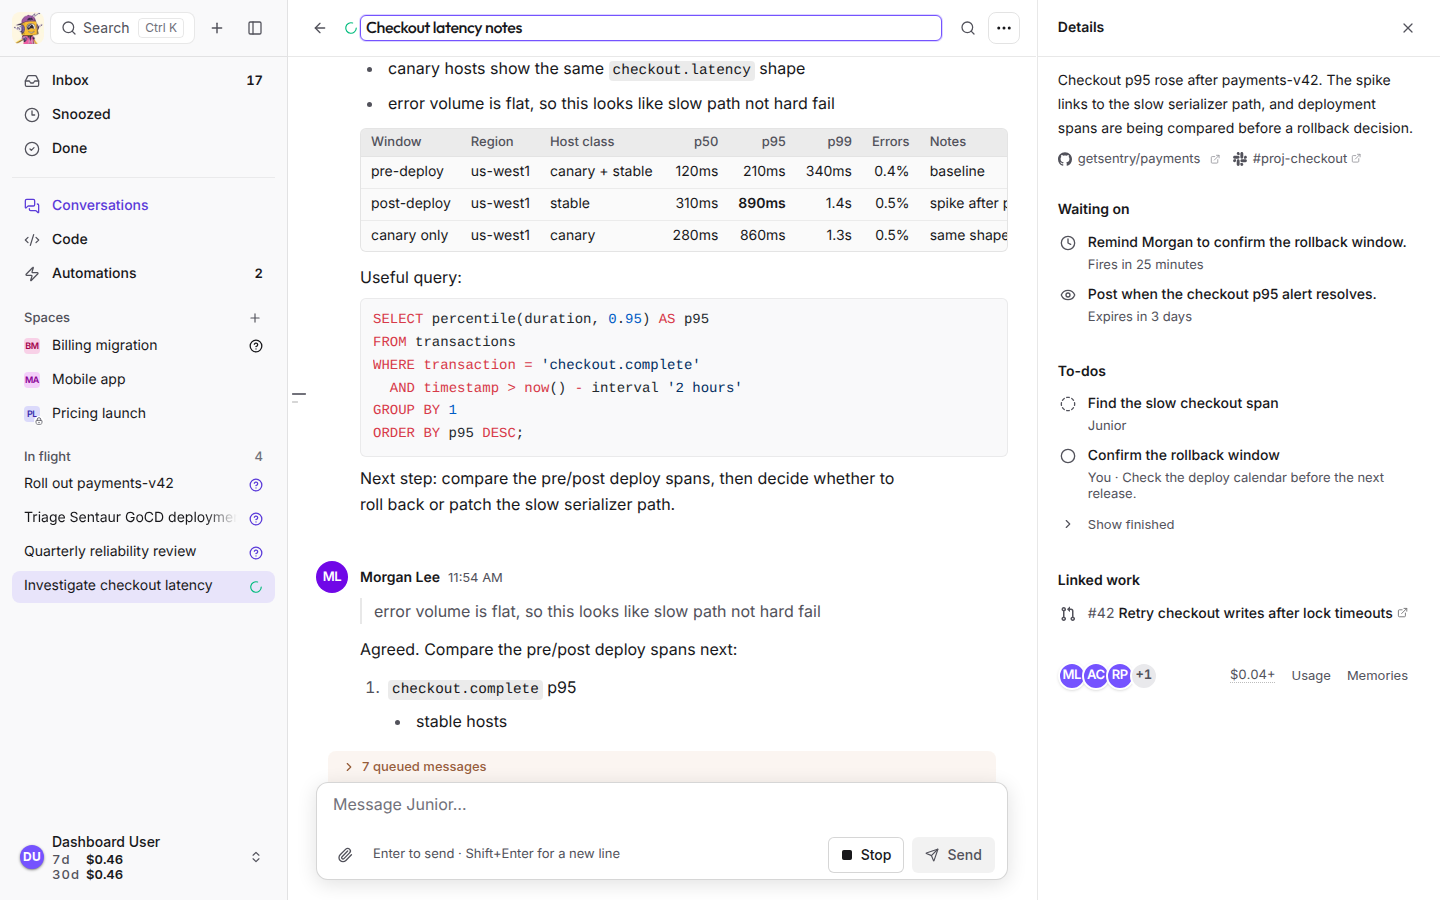 Search Ctrl K
Inbox 17
Snoozed
Done
Conversations
Code
Automations 2
Spaces
BM Billing migration
MA Mobile app
PL Pricing launch
In flight 4
Roll out payments-v42
Triage Sentaur GoCD deployme
Quarterly reliability review
Investigate checkout latency
DU Dashboard User
7d $0.46
30d $0.46
Checkout latency notes
canary hosts show the same checkout.latency shape
error volume is flat, so this looks like slow path not hard fail
Window Region Host class p50 p95 p99 Errors Notes
pre-deploy us-west1 canary + stable 120ms 210ms 340ms 0.4% baseline
post-deploy us-west1 stable 310ms 890ms 1.4s 0.5% spike after p
canary only us-west1 canary 280ms 860ms 1.3s 0.5% same shape
Useful query:
SELECT percentile(duration, 0.95) AS p95
FROM transactions
WHERE transaction = 'checkout.complete'
AND timestamp > now() - interval '2 hours'
GROUP BY 1
ORDER BY p95 DESC;
Next step: compare the pre/post deploy spans, then decide whether to
roll back or patch the slow serializer path.
ML Morgan Lee 11:54 AM
error volume is flat, so this looks like slow path not hard fail
Agreed. Compare the pre/post deploy spans next:
1. checkout.complete p95
stable hosts
7 queued messages
Message Junior...
Enter to send · Shift+Enter for a new line
Stop
Send
Details
Checkout p95 rose after payments-v42. The spike
links to the slow serializer path, and deployment
spans are being compared before a rollback decision.
getsentry/payments #proj-checkout
Waiting on
Remind Morgan to confirm the rollback window.
Fires in 25 minutes
Post when the checkout p95 alert resolves.
Expires in 3 days
To-dos
Find the slow checkout span
Junior
Confirm the rollback window
You · Check the deploy calendar before the next
release.
Show finished
Linked work
#42 Retry checkout writes after lock timeouts
ML AC RP +1 $0.04+ Usage Memories